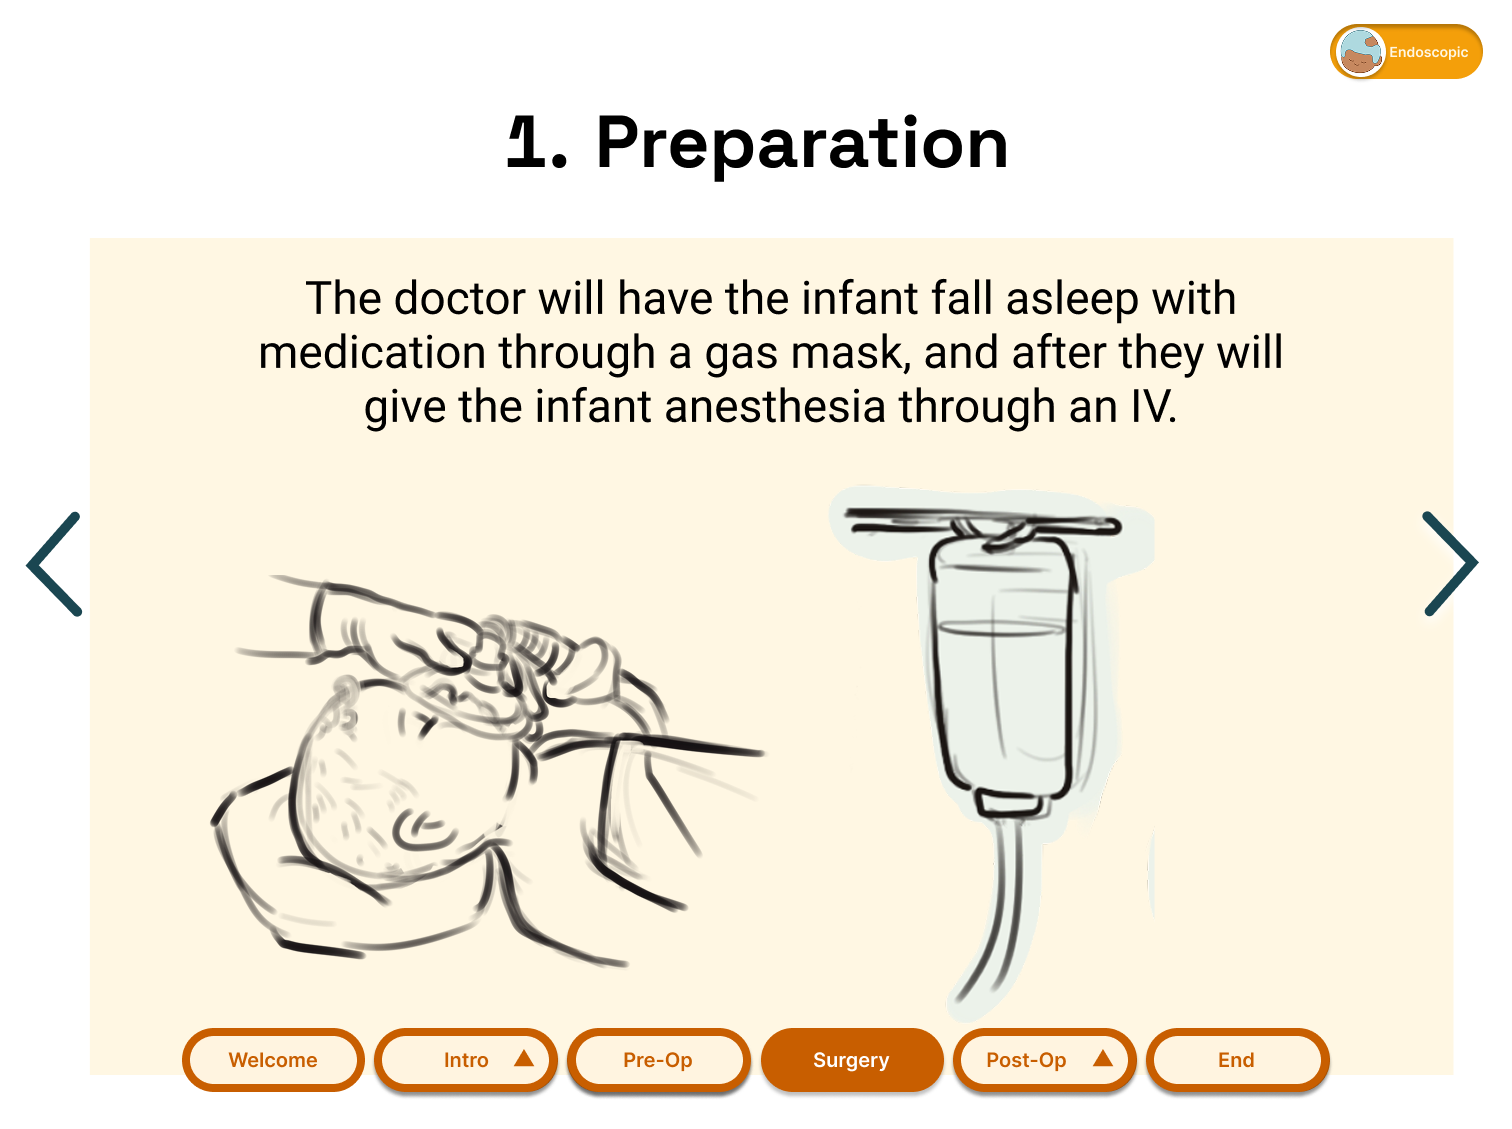 Endoscopic
1. Preparation
The doctor will have the infant fall asleep with
medication through a gas mask, and after they will
give the infant anesthesia through an IV.
Welcome
Intro
Pre-Op
Surgery
Post-Op
End